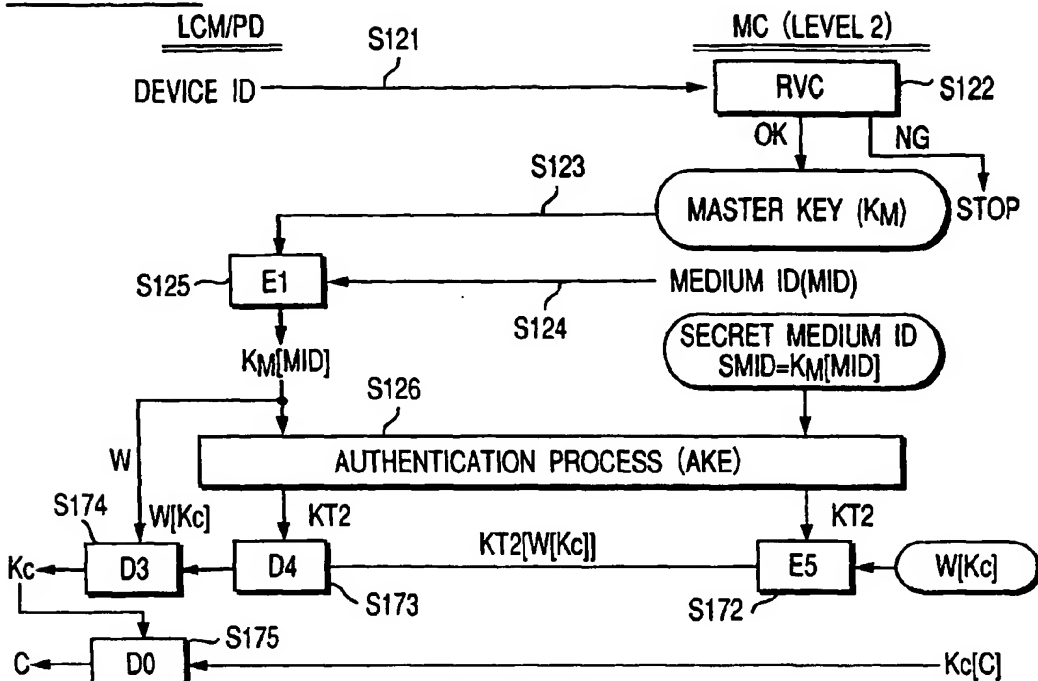 LCM/PD
MC (LEVEL 2)
S121
DEVICE ID
RVC
S122
OK
NG
S123
MASTER KEY (KM)
STOP
S125
E1
MEDIUM ID(MID)
S124
KM[MID]
SECRET MEDIUM ID
SMID=KM[MID]
S126
AUTHENTICATION PROCESS (AKE)
W
S174
W[Kc]
KT2
KT2
KT2[W[Kc]]
Kc
D3
D4
E5
W[Kc]
S173
S172
S175
C
D0
Kc[C]